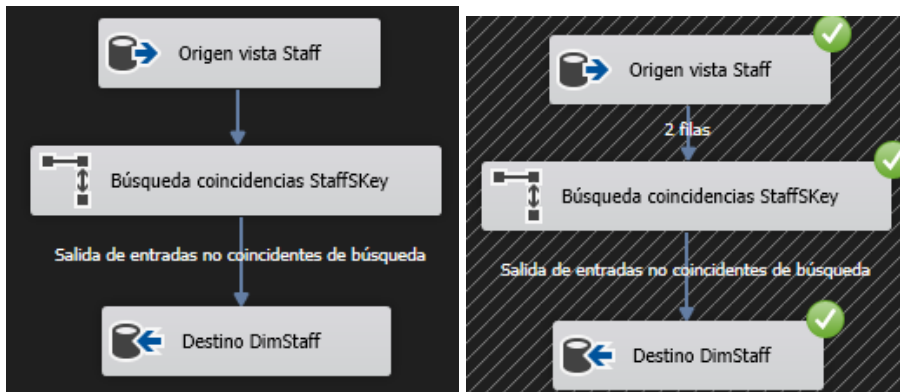 Origen vista Staff
Búsqueda coincidencias StaffSKey
Salida de entradas no coincidentes de búsqueda
Destino DimStaff
Origen vista Staff
2 filas
Búsqueda coincidencias StaffSKey
Salida de entradas no coincidentes de búsqueda
Destino DimStaff